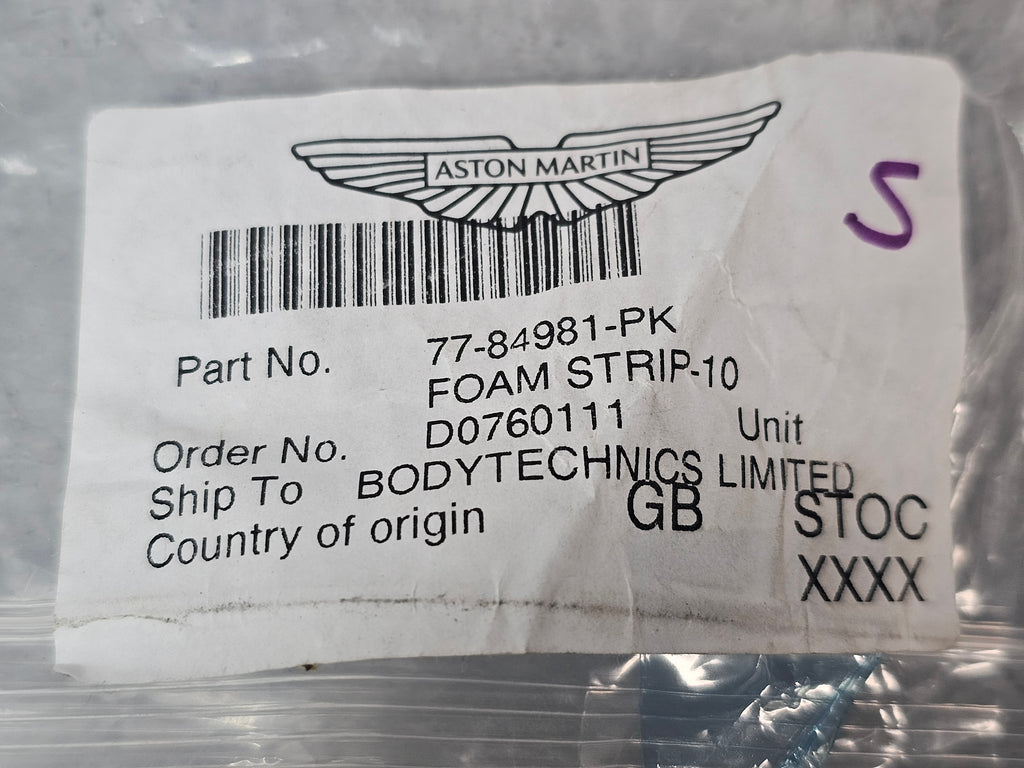 ASTON MARTIN
S
Part No. 77-84981-PK
FOAM STRIP-10
Order No. D0760111 Unit
Ship To BODYTECHNICS LIMITED
Country of origin GB STOC
XXXX